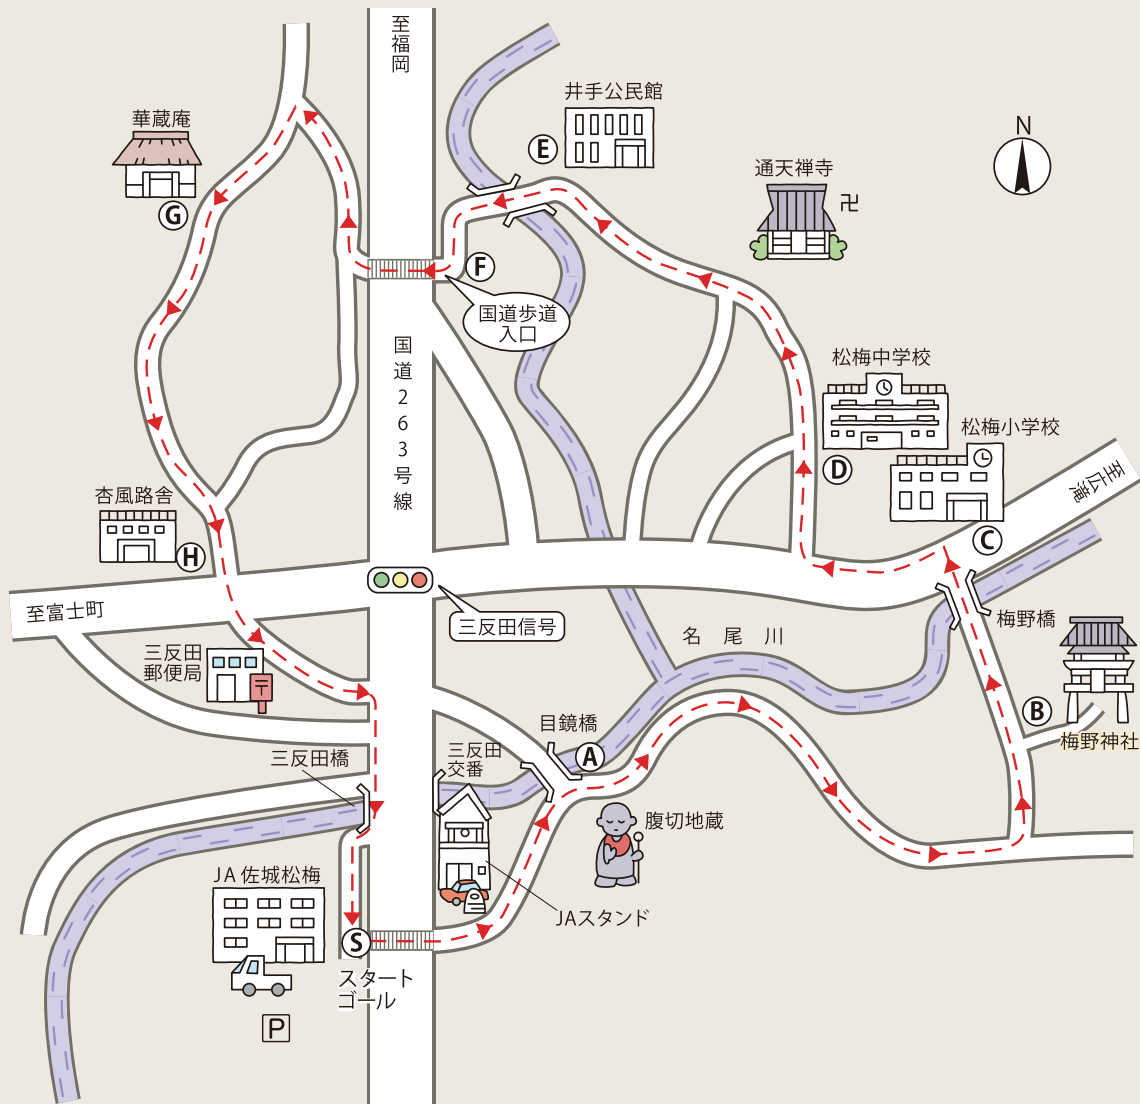 至福岡
井手公民館
E
N
華蔵庵
G
通天禅寺
卍
F
国道歩道
入口
国道263号線
松梅中学校
D
松梅小学校
C
至広滝
杏風路舎
H
至富士町
三反田信号
梅野橋
名尾川
三反田
郵便局
〒
B
梅野神社
目鏡橋
A
三反田
交番
三反田橋
腹切地蔵
JA佐城松梅
JAスタンド
S
スタート
ゴール
P